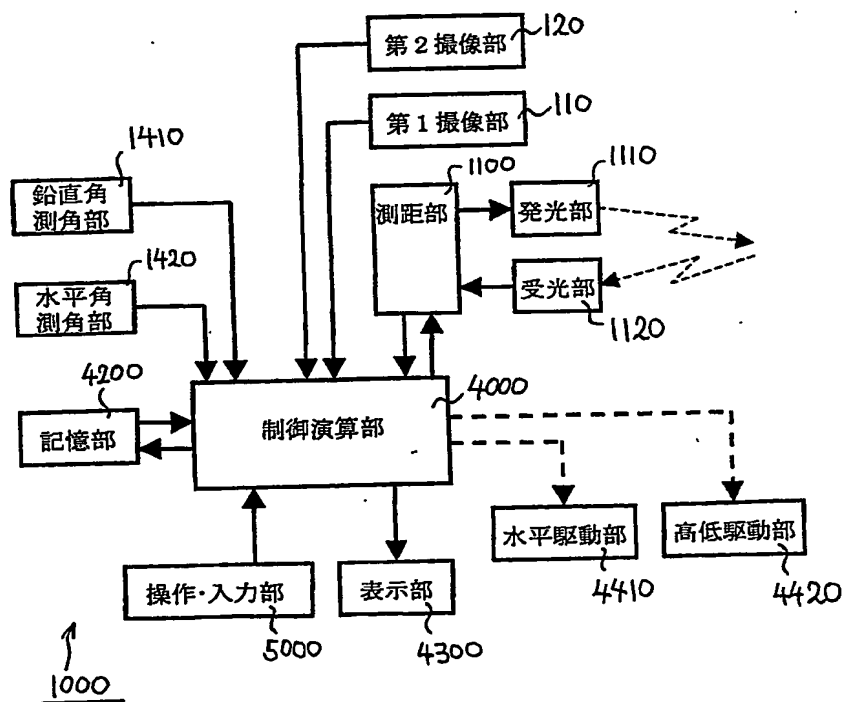 第2撮像部
120
第1撮像部
110
1410
鉛直角
測角部
1420
水平角
測角部
1100
測距部
1110
発光部
受光部
1120
4200
記憶部
4000
制御演算部
水平駆動部
4410
高低駆動部
4420
操作・入力部
5000
表示部
4300
1000